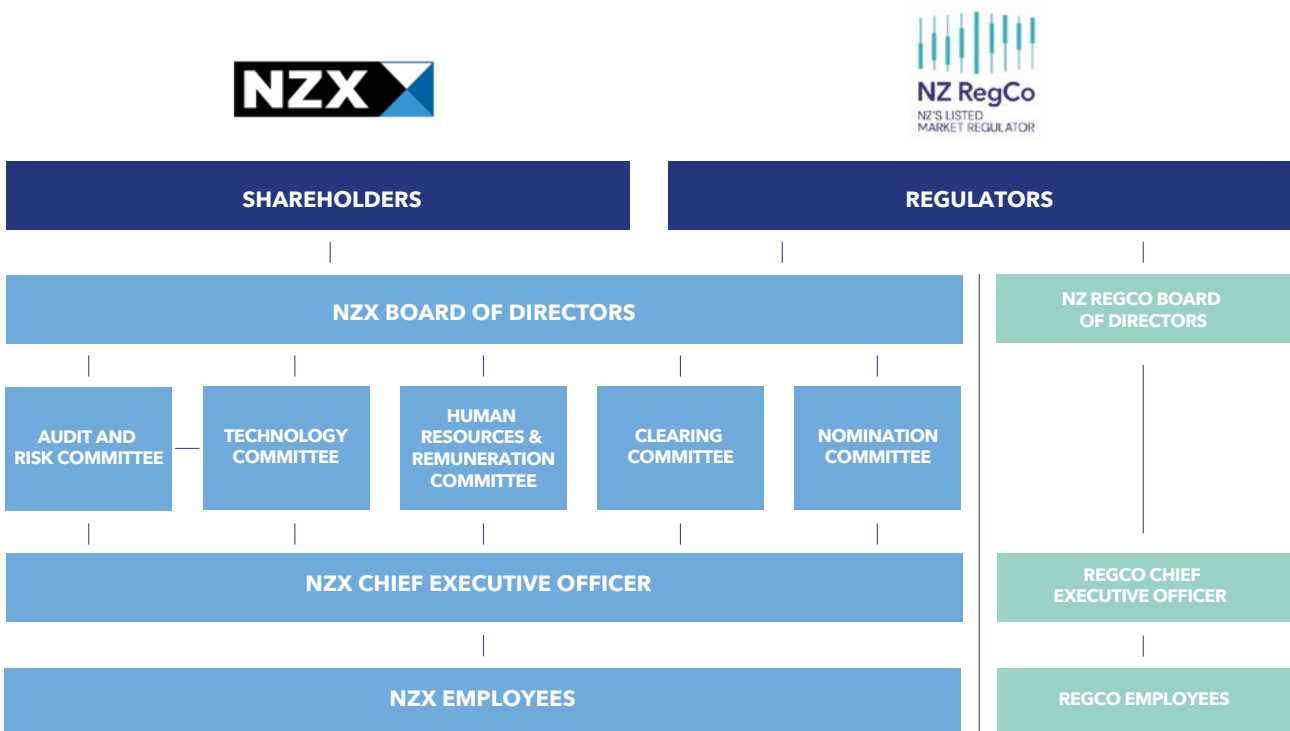 NZX
NZ RegCo
NZ'S LISTED
MARKET REGULATOR
SHAREHOLDERS
REGULATORS
NZX BOARD OF DIRECTORS
NZ REGCO BOARD
OF DIRECTORS
AUDIT AND
RISK COMMITTEE
TECHNOLOGY
COMMITTEE
HUMAN
RESOURCES &
REMUNERATION
COMMITTEE
CLEARING
COMMITTEE
NOMINATION
COMMITTEE
NZX CHIEF EXECUTIVE OFFICER
REGCO CHIEF
EXECUTIVE OFFICER
NZX EMPLOYEES
REGCO EMPLOYEES